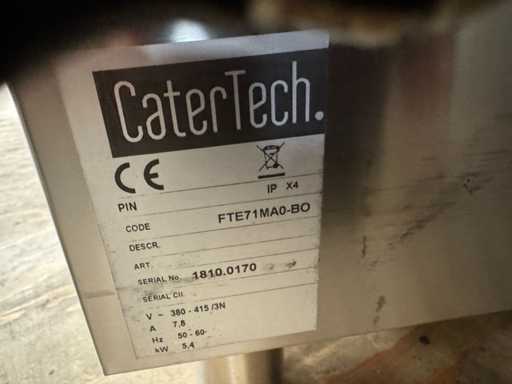 CaterTech.
CE
IP X4
PIN
CODE FTE71MA0-BO
DESCR.
ART.
SERIAL No. 1810.0170
SERIAL CII.
V ~ 380 - 415 /3N
A 7,8
Hz 50 - 60-
kW 5,4